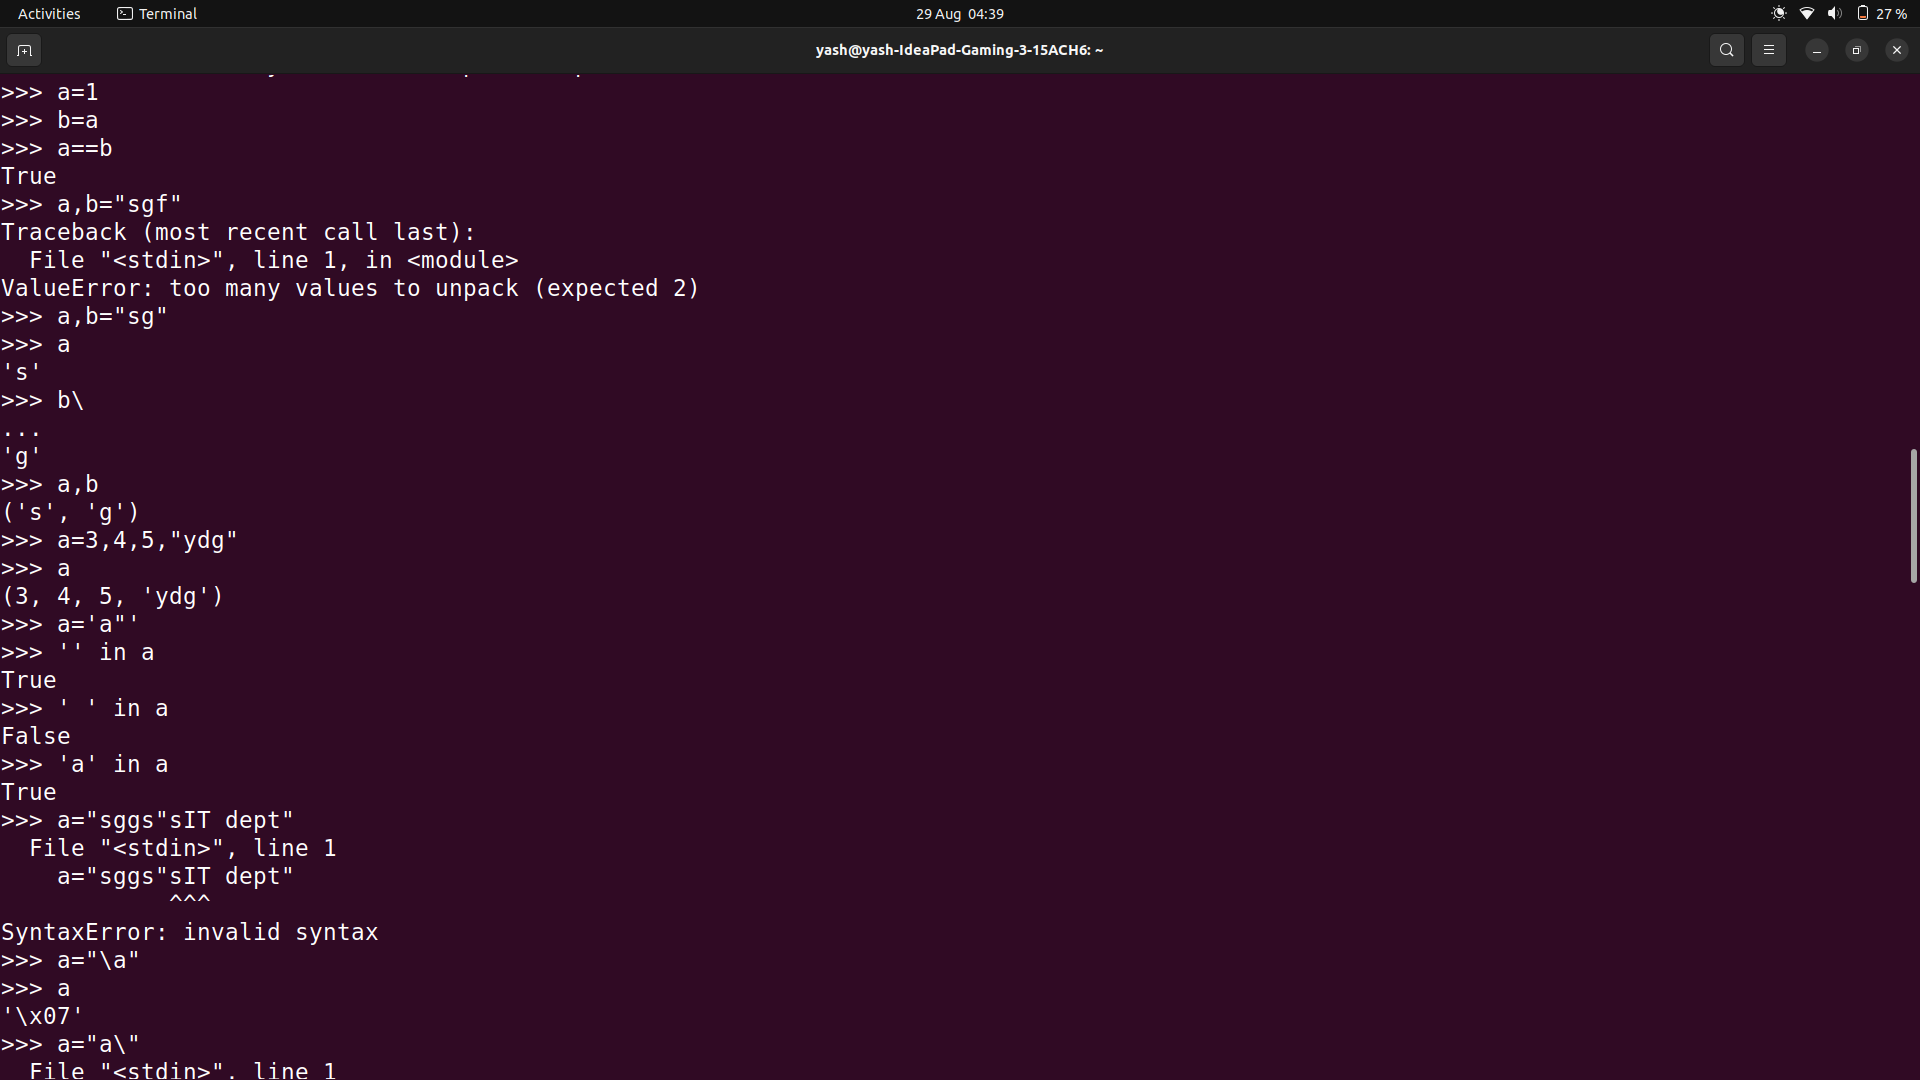 Activities Terminal 29 Aug 04:39 27 %
yash@yash-IdeaPad-Gaming-3-15ACH6: ~
>>> a=1
>>> b=a
>>> a==b
True
>>> a,b="sgf"
Traceback (most recent call last):
  File "<stdin>", line 1, in <module>
ValueError: too many values to unpack (expected 2)
>>> a,b="sg"
>>> a
's'
>>> b\
...
'g'
>>> a,b
('s', 'g')
>>> a=3,4,5,"ydg"
>>> a
(3, 4, 5, 'ydg')
>>> a='a"'
>>> '' in a
True
>>> ' ' in a
False
>>> 'a' in a
True
>>> a="sggs"sIT dept"
  File "<stdin>", line 1
    a="sggs"sIT dept"
            ^^^
SyntaxError: invalid syntax
>>> a="\a"
>>> a
'\x07'
>>> a="a\"
  File "<stdin>", line 1